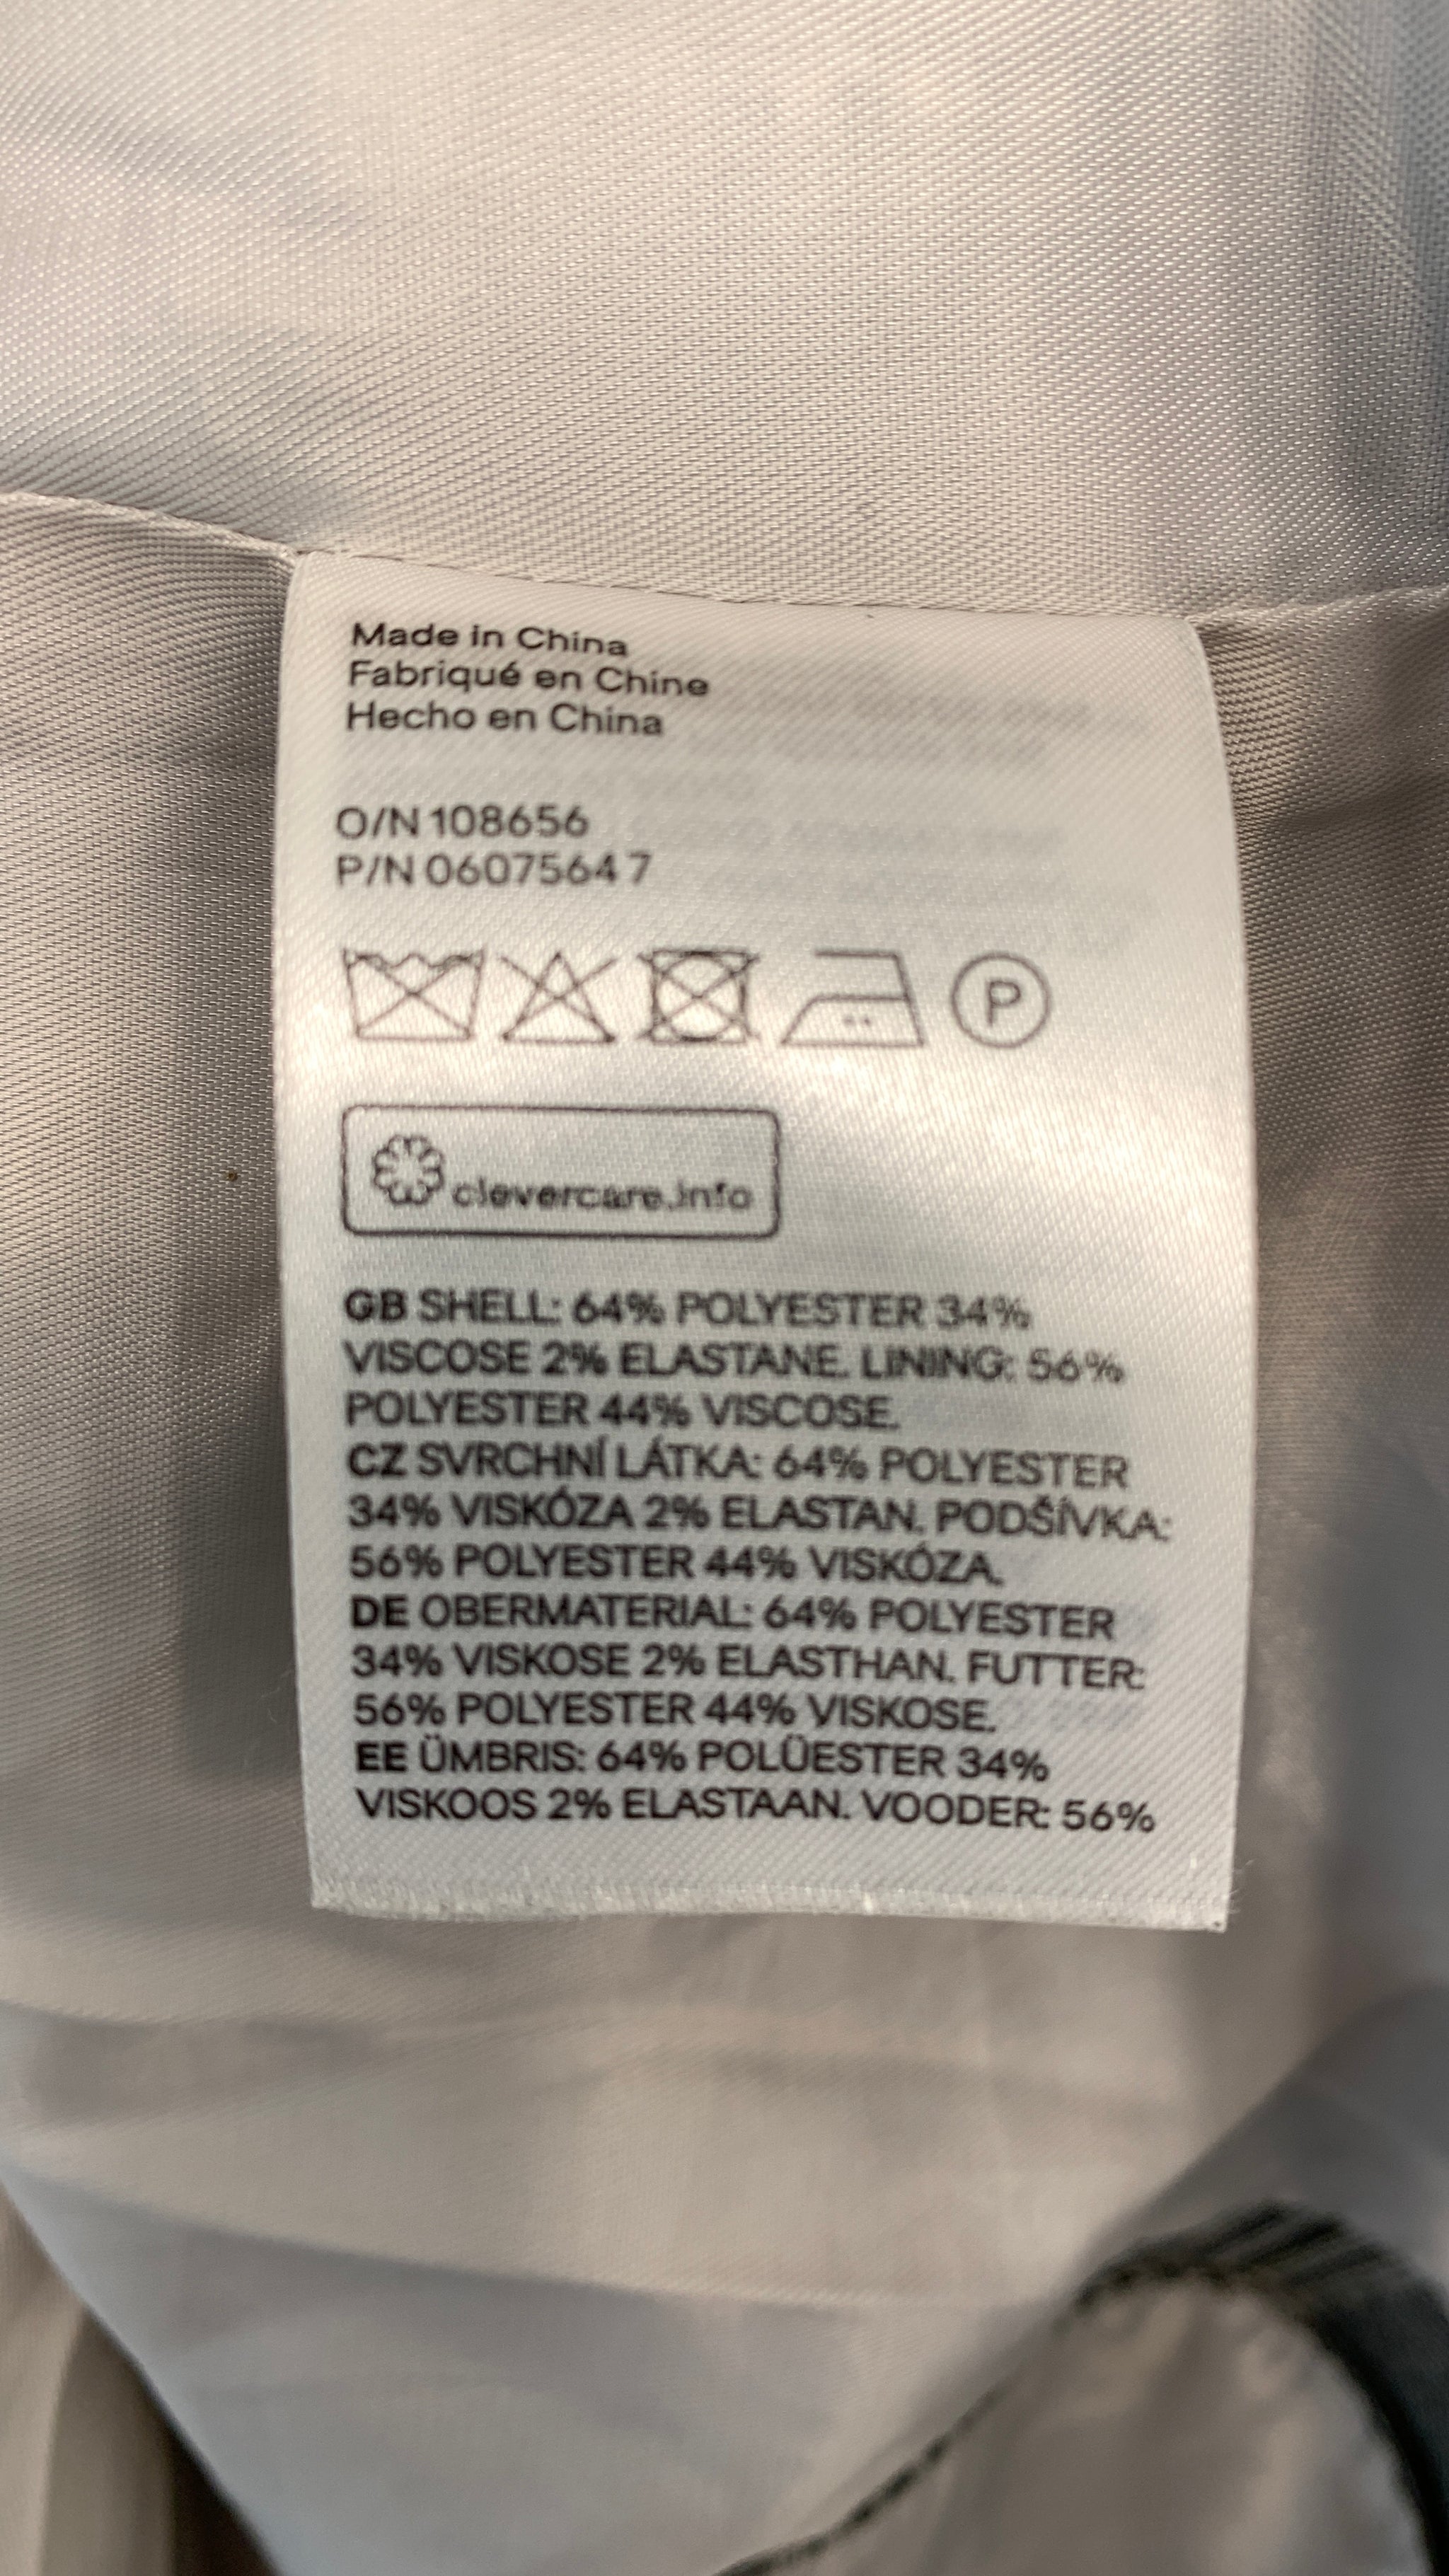 Made in China
Fabriqué en Chine
Hecho en China
O/N 108656
P/N 0607564 7
P
clevercare.info
GB SHELL: 64% POLYESTER 34%
VISCOSE 2% ELASTANE. LINING: 56%
POLYESTER 44% VISCOSE.
CZ SVRCHNÍ LÁTKA: 64% POLYESTER
34% VISKÓZA 2% ELASTAN. PODŠÍVKA:
56% POLYESTER 44% VISKÓZA.
DE OBERMATERIAL: 64% POLYESTER
34% VISKOSE 2% ELASTHAN. FUTTER:
56% POLYESTER 44% VISKOSE.
EE ÜMBRIS: 64% POLÜESTER 34%
VISKOOS 2% ELASTAAN. VOODER: 56%